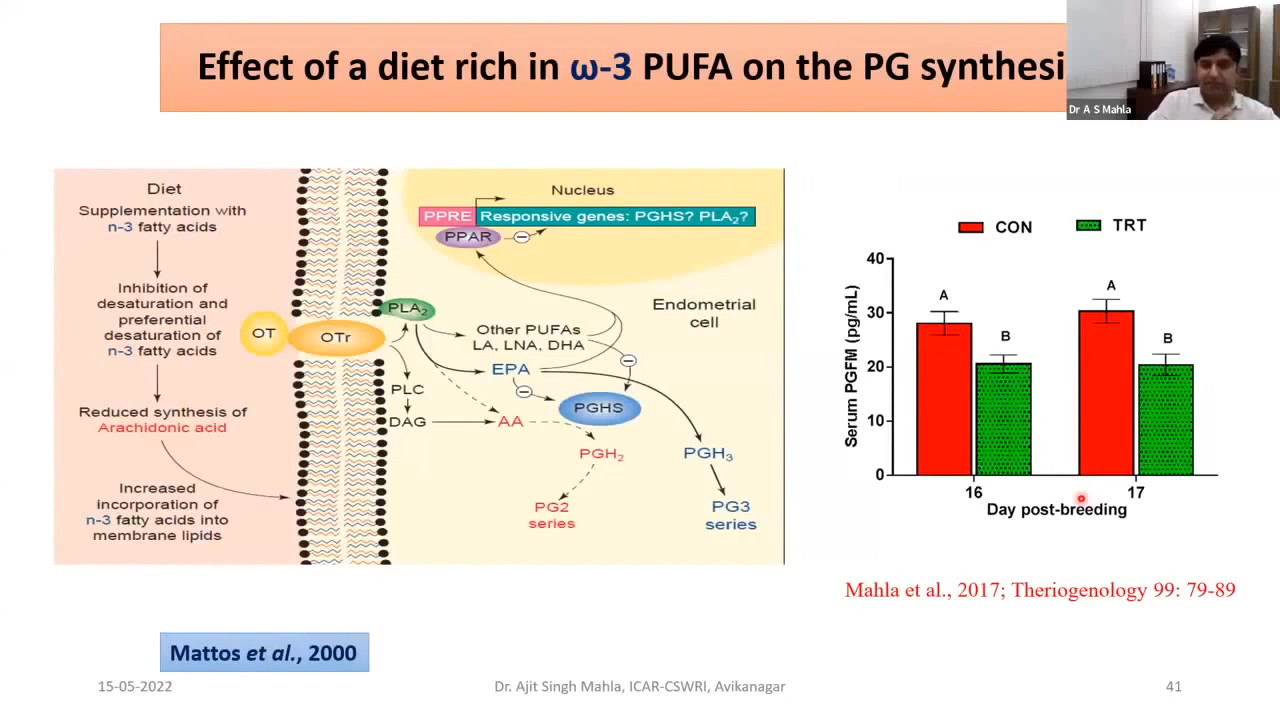 Effect of a diet rich in ω-3 PUFA on the PG synthesi
Dr A S Mahla
Diet
Supplementation with
n-3 fatty acids
Inhibition of
desaturation and
preferential
desaturation of
n-3 fatty acids
Reduced synthesis of
Arachidonic acid
Increased
incorporation of
n-3 fatty acids into
membrane lipids
OT
OTr
PLA2
PLC
DAG
Nucleus
PPRE
Responsive genes: PGHS? PLA2?
PPAR
Endometrial
cell
Other PUFAs
LA, LNA, DHA
EPA
PGHS
AA
PGH2
PGH3
PG2
series
PG3
series
CON
TRT
Serum PGFM (pg/mL)
40
30
20
10
0
A
B
A
B
16
17
Day post-breeding
Mahla et al., 2017; Theriogenology 99: 79-89
Mattos et al., 2000
15-05-2022
Dr. Ajit Singh Mahla, ICAR-CSWRI, Avikanagar
41